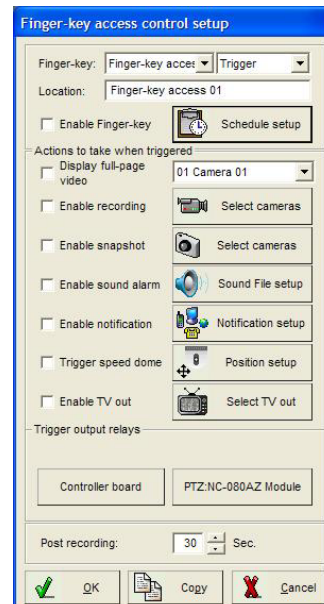 Finger-key access control setup
Finger-key: Finger-key acces Trigger
Location: Finger-key access 01
Enable Finger-key Schedule setup
Actions to take when triggered
Display full-page video 01 Camera 01
Enable recording Select cameras
Enable snapshot Select cameras
Enable sound alarm Sound File setup
Enable notification Notification setup
Trigger speed dome Position setup
Enable TV out Select TV out
Trigger output relays
Controller board PTZ:NC-080AZ Module
Post recording: 30 Sec.
OK Copy Cancel